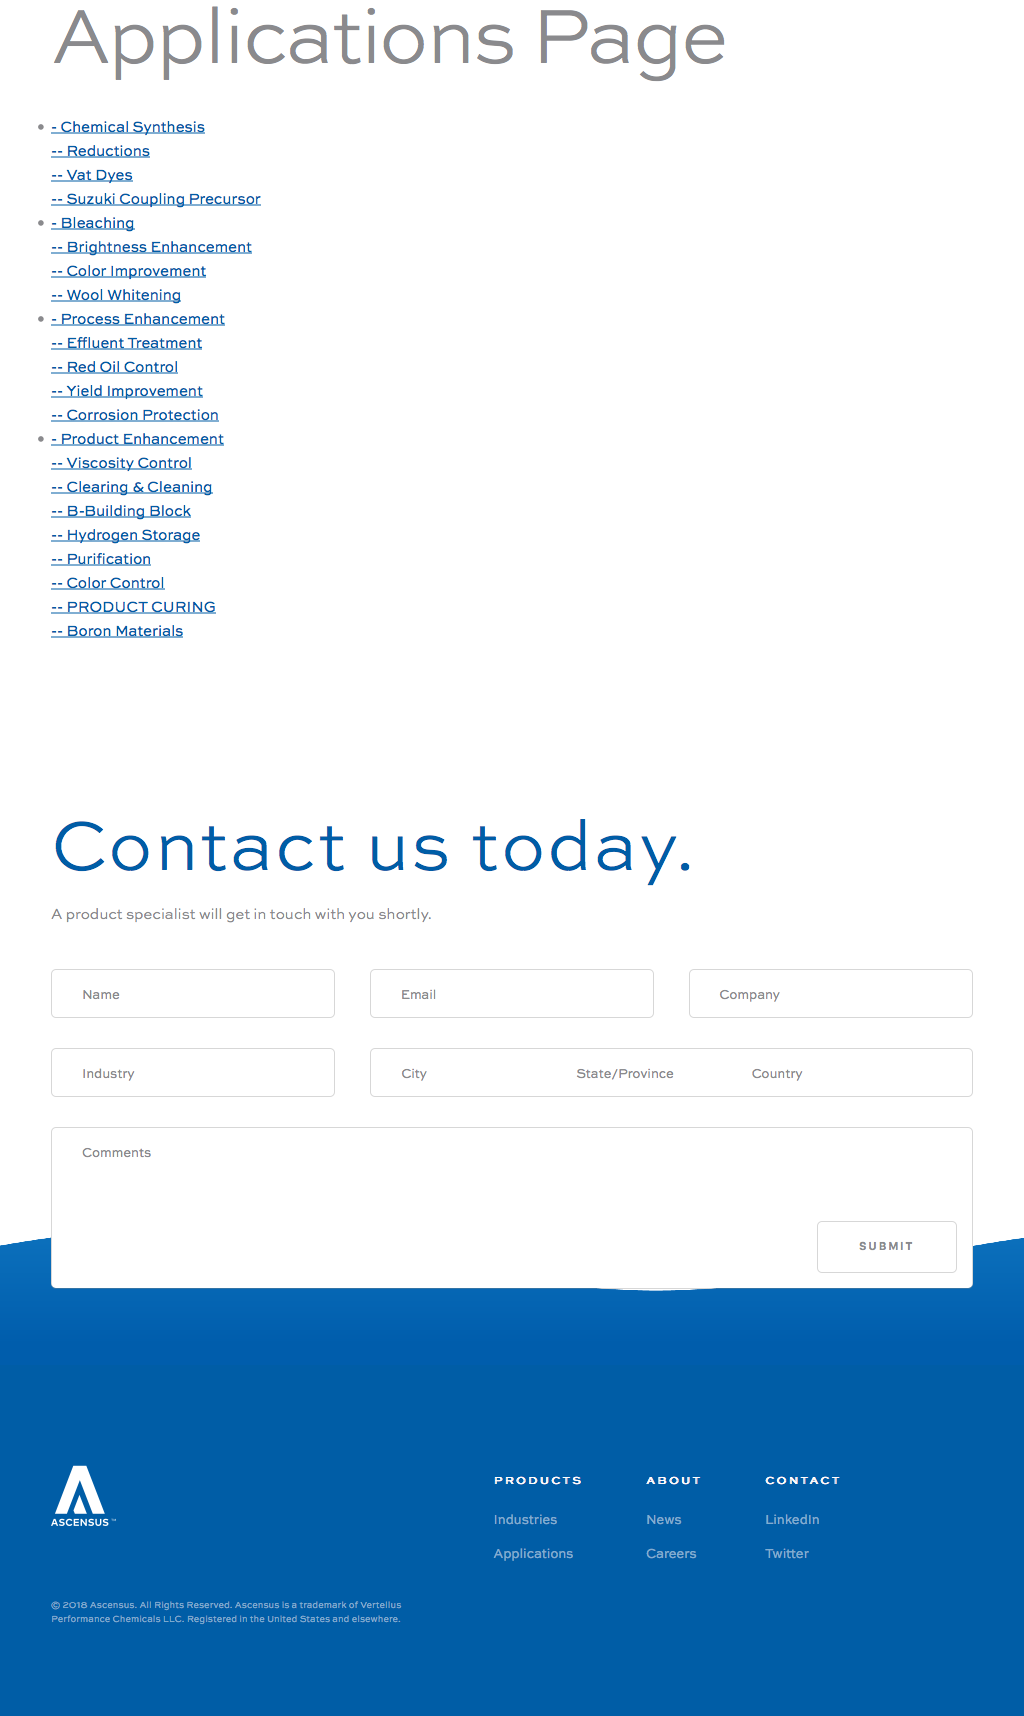 Applications Page
- Chemical Synthesis
-- Reductions
-- Vat Dyes
-- Suzuki Coupling Precursor
- Bleaching
-- Brightness Enhancement
-- Color Improvement
-- Wool Whitening
- Process Enhancement
-- Effluent Treatment
-- Red Oil Control
-- Yield Improvement
-- Corrosion Protection
- Product Enhancement
-- Viscosity Control
-- Clearing & Cleaning
-- B-Building Block
-- Hydrogen Storage
-- Purification
-- Color Control
-- PRODUCT CURING
-- Boron Materials
Contact us today.
A product specialist will get in touch with you shortly.
Name Email Company
Industry City State/Province Country
Comments
SUBMIT
ASCENSUS™
PRODUCTS ABOUT CONTACT
Industries News LinkedIn
Applications Careers Twitter
© 2018 Ascensus. All Rights Reserved. Ascensus is a trademark of Vertellus
Performance Chemicals LLC. Registered in the United States and elsewhere.